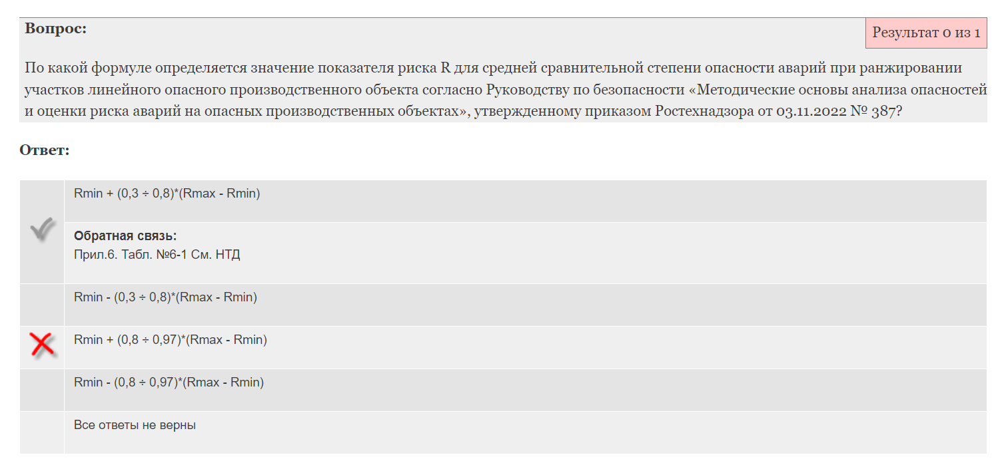 Вопрос:
Результат 0 из 1
По какой формуле определяется значение показателя риска R для средней сравнительной степени опасности аварий при ранжировании
участков линейного опасного производственного объекта согласно Руководству по безопасности «Методические основы анализа опасностей
и оценки риска аварий на опасных производственных объектах», утвержденному приказом Ростехнадзора от 03.11.2022 № 387?
Ответ:
Rmin + (0,3 ÷ 0,8)*(Rmax - Rmin)
Обратная связь:
Прил.6. Табл. №6-1 См. НТД
Rmin - (0,3 ÷ 0,8)*(Rmax - Rmin)
Rmin + (0,8 ÷ 0,97)*(Rmax - Rmin)
Rmin - (0,8 ÷ 0,97)*(Rmax - Rmin)
Все ответы не верны